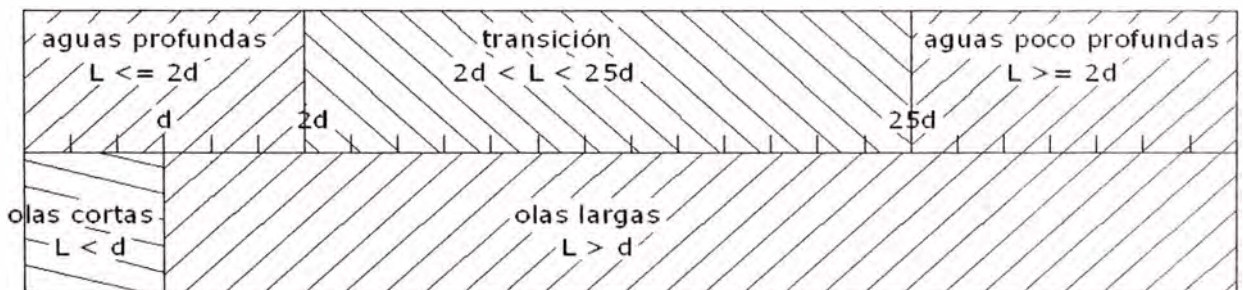 aguas profundas
L <= 2d
transición
2d < L < 25d
aguas poco profundas
L >= 2d
d
2d
25d
olas cortas
L < d
olas largas
L > d